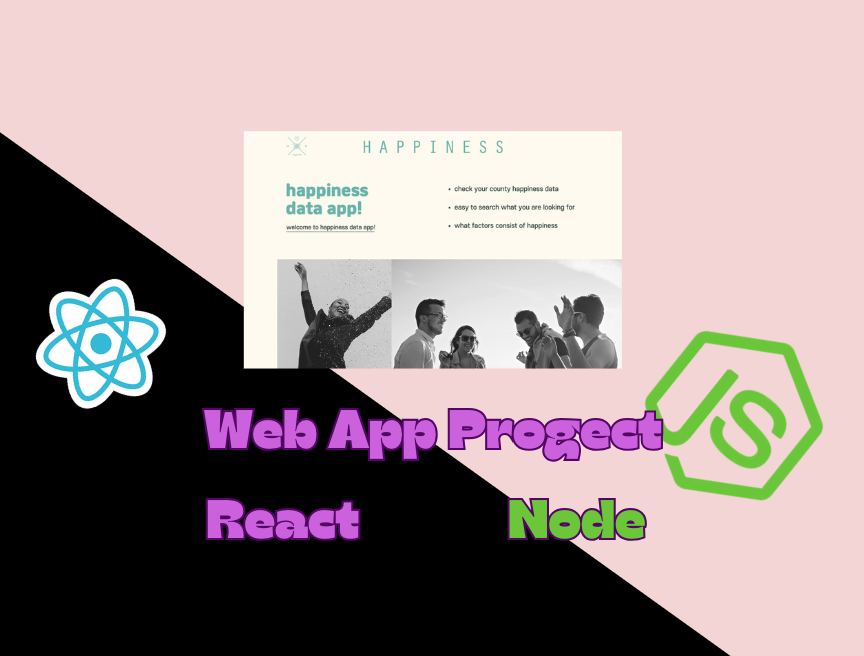 HAPPINESS
happiness
data app!
welcome to happiness data app!
• check your county happiness data
• easy to search what you are looking for
• what factors consist of happiness
JS
Web App Progect
React
Node